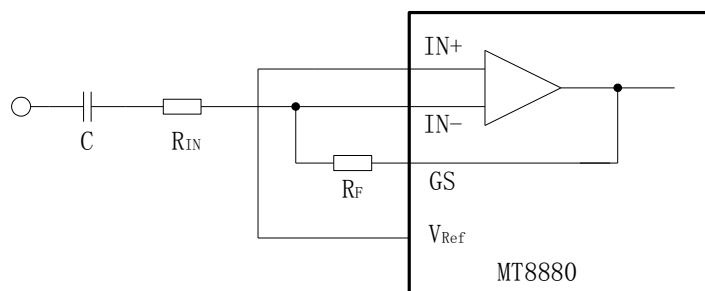 IN+
IN-
C
RIN
RF
GS
VRef
MT8880